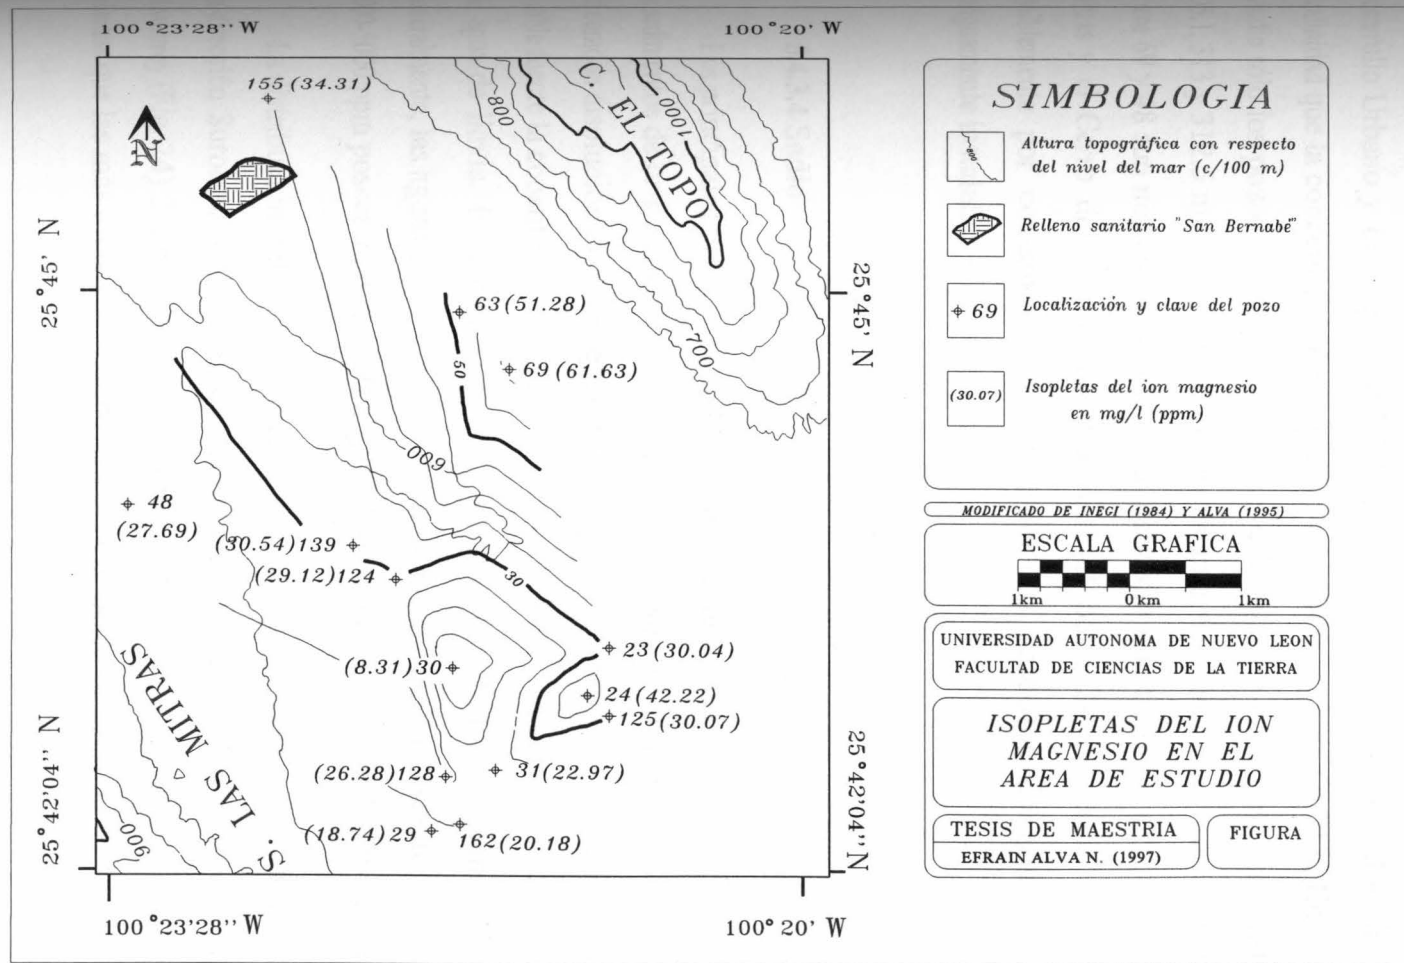 100°23'28'' W
100°20' W
155 (34.31)
N
800
C. EL TOPO
1000
25°45' N
25°45' N
63(51.28)
50
69 (61.63)
700
600
48
(27.69)
(30.54)139
(29.12)124
30
23(30.04)
(8.31)30
24(42.22)
125(30.07)
(26.28)128
31(22.97)
(18.74)29
162(20.18)
S. LAS MITRAS
900
25°42'04'' N
25°42'04'' N
100°23'28'' W
100°20' W
SIMBOLOGIA
800
Altura topográfica con respecto
del nivel del mar (c/100 m)
Relleno sanitario "San Bernabé"
69
Localización y clave del pozo
(30.07)
Isopletas del ion magnesio
en mg/l (ppm)
MODIFICADO DE INEGI (1984) Y ALVA (1995)
ESCALA GRAFICA
1km 0km 1km
UNIVERSIDAD AUTONOMA DE NUEVO LEON
FACULTAD DE CIENCIAS DE LA TIERRA
ISOPLETAS DEL ION
MAGNESIO EN EL
AREA DE ESTUDIO
TESIS DE MAESTRIA
EFRAIN ALVA N. (1997)
FIGURA